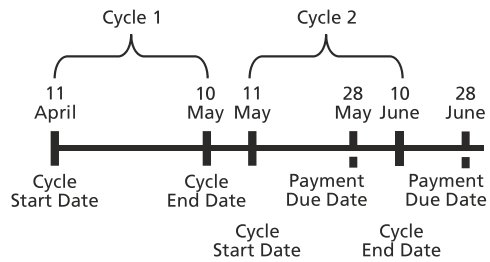 Cycle 1
Cycle 2
11
April
10
May
11
May
28
May
10
June
28
June
Cycle
Start Date
Cycle
End Date
Payment
Due Date
Payment
Due Date
Cycle
Start Date
Cycle
End Date